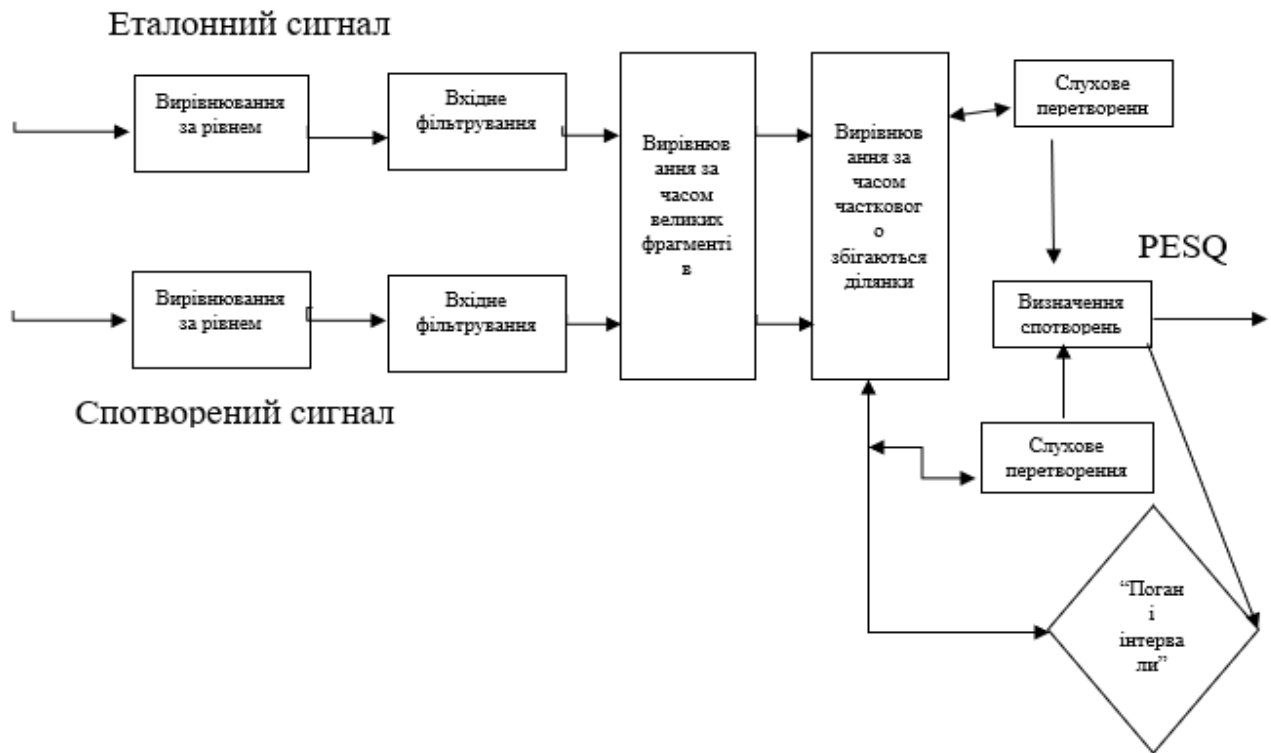 Еталонний сигнал
Вирівнювання
за рівнем
Вхідне
фільтрування
Вирівнюв
ання за
часом
великих
фрагменті
в
Вирівнюв
ання за
часом
частковог
о
збігаються
ділянки
Слухове
перетворенн
PESQ
Вирівнювання
за рівнем
Вхідне
фільтрування
Визначення
спотворень
Спотворений сигнал
Слухове
перетворення
“Поган
і
інтерва
ли”